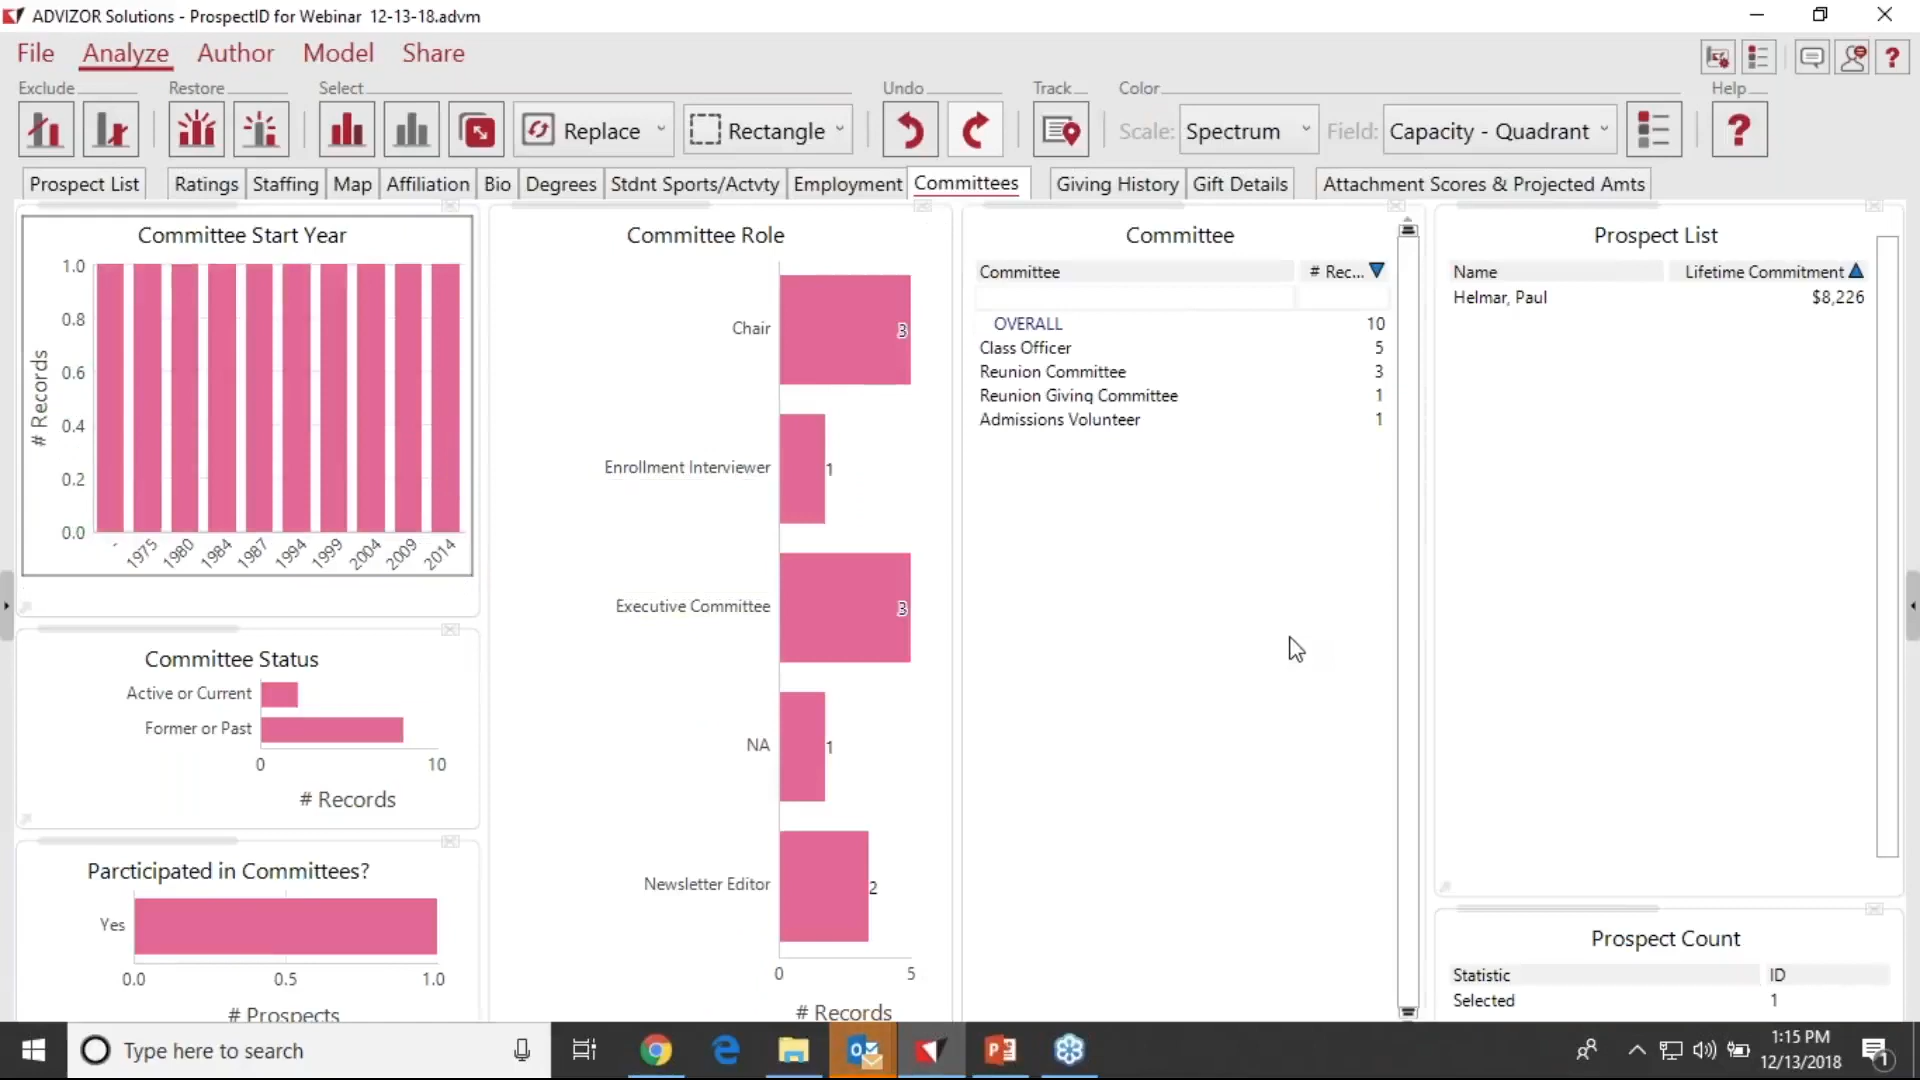 ADVIZOR Solutions - ProspectID for Webinar 12-13-18.advm
File Analyze Author Model Share
Exclude Restore Select Undo Track Color Help
Replace Rectangle Scale: Spectrum Field: Capacity - Quadrant
Prospect List Ratings Staffing Map Affiliation Bio Degrees Stdnt Sports/Actvty Employment Committees Giving History Gift Details Attachment Scores & Projected Amts
Committee Start Year
# Records
1.0
0.8
0.6
0.4
0.2
0.0
- 1975 1980 1984 1987 1994 1999 2004 2009 2014
Committee Status
Active or Current
Former or Past
0 10
# Records
Parcticipated in Committees?
Yes
0.0 0.5 1.0
# Prospects
Committee Role
Chair 3
Enrollment Interviewer 1
Executive Committee 3
NA 1
Newsletter Editor 2
0 5
# Records
Committee
Committee # Rec...
OVERALL 10
Class Officer 5
Reunion Committee 3
Reunion Giving Committee 1
Admissions Volunteer 1
Prospect List
Name Lifetime Commitment
Helmar, Paul $8,226
Prospect Count
Statistic ID
Selected 1
Type here to search
1:15 PM
12/13/2018
1